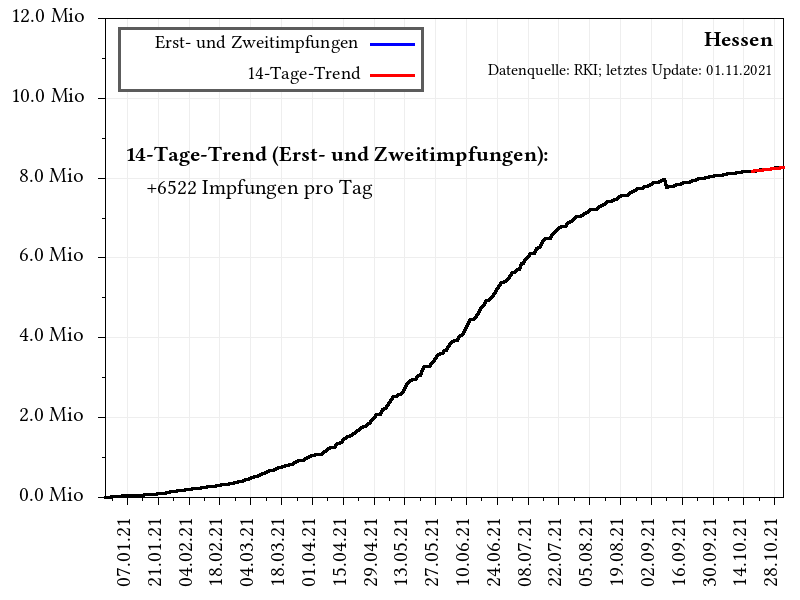 12.0 Mio
10.0 Mio
8.0 Mio
6.0 Mio
4.0 Mio
2.0 Mio
0.0 Mio
Erst- und Zweitimpfungen
14-Tage-Trend
Hessen
Datenquelle: RKI; letztes Update: 01.11.2021
14-Tage-Trend (Erst- und Zweitimpfungen):
+6522 Impfungen pro Tag
07.01.21
21.01.21
04.02.21
18.02.21
04.03.21
18.03.21
01.04.21
15.04.21
29.04.21
13.05.21
27.05.21
10.06.21
24.06.21
08.07.21
22.07.21
05.08.21
19.08.21
02.09.21
16.09.21
30.09.21
14.10.21
28.10.21